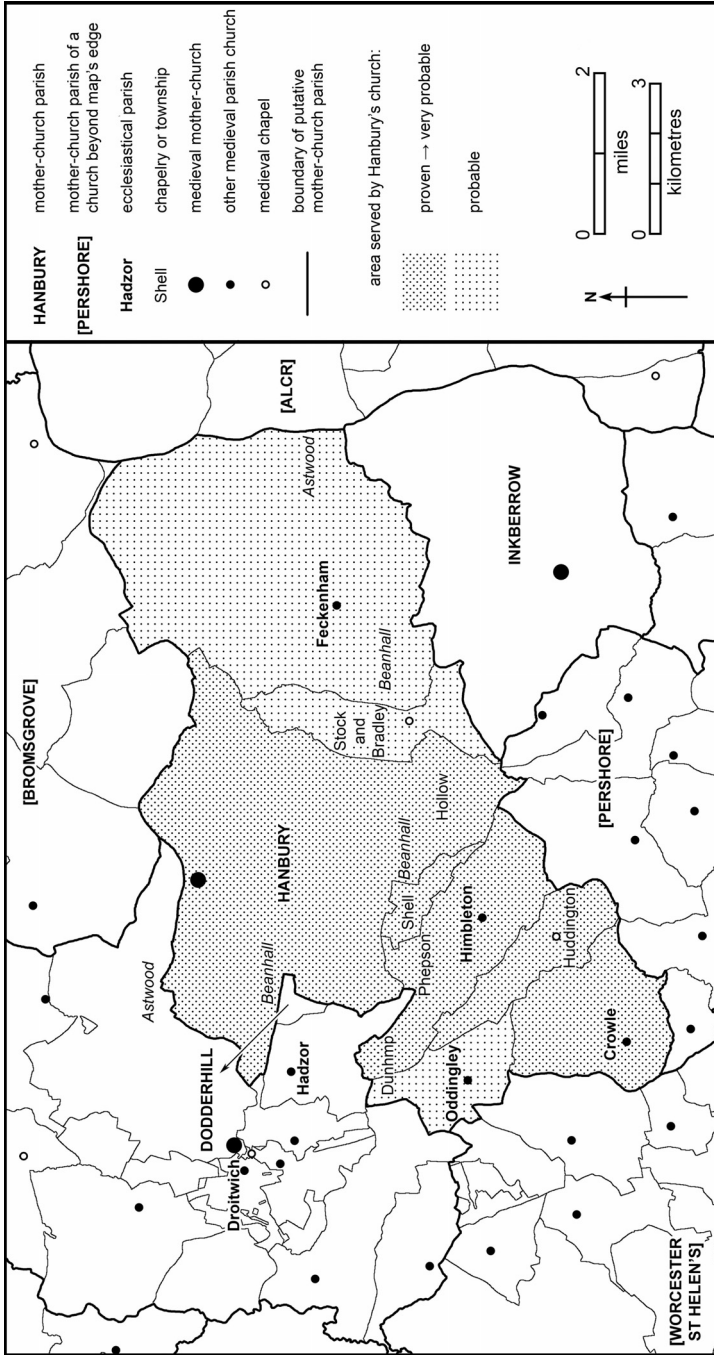 [BROMSGROVE]
[ALCR]
Astwood
Astwood
DODDERHILL
Beanhall
HANBURY
Feckenham
Droitwich
Hadzor
Stock
and
Bradley
Beanhall
Shell
Beanhall
Phepson
Hollow
Dunhmp
Himbleton
Oddingley
Huddington
INKBERROW
Crowle
[PERSHORE]
[WORCESTER
ST HELEN'S]
HANBURY mother-church parish
[PERSHORE] mother-church parish of a
church beyond map's edge
Hadzor ecclesiastical parish
Shell chapelry or township
medieval mother-church
other medieval parish church
medieval chapel
boundary of putative
mother-church parish
area served by Hanbury's church:
proven → very probable
probable
N
0 2
miles
0 3
kilometres